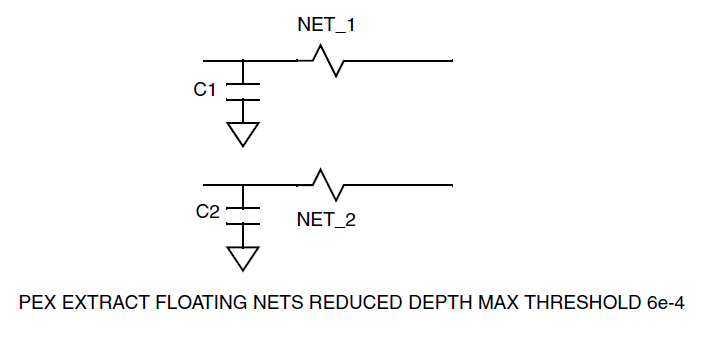 NET_1
C1
C2
NET_2
PEX EXTRACT FLOATING NETS REDUCED DEPTH MAX THRESHOLD 6e-4